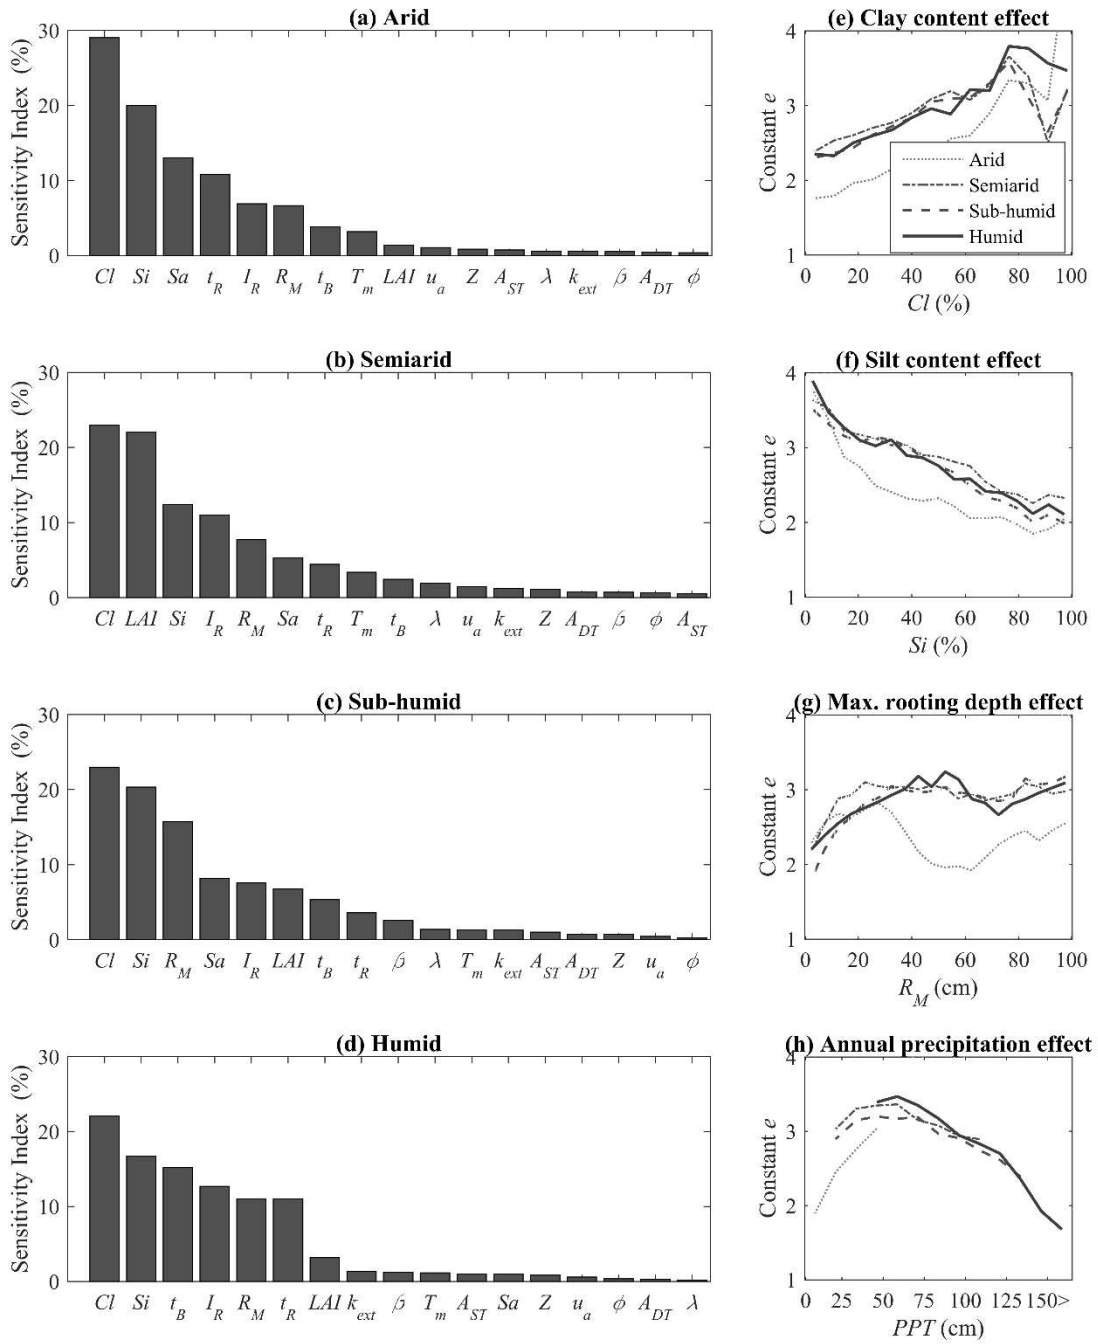 (a) Arid
Sensitivity Index (%)
30
20
10
0
Cl Si Sa t_R I_R R_M t_B T_m LAI u_a Z A_ST λ k_ext β A_DT ϕ
(e) Clay content effect
Constant e
4
3
2
1
Arid
Semiarid
Sub-humid
Humid
0 20 40 60 80 100
Cl (%)
(b) Semiarid
Sensitivity Index (%)
30
20
10
0
Cl LAI Si I_R R_M Sa t_R T_m t_B λ u_a k_ext Z A_DT β ϕ A_ST
(f) Silt content effect
Constant e
4
3
2
1
0 20 40 60 80 100
Si (%)
(c) Sub-humid
Sensitivity Index (%)
30
20
10
0
Cl Si R_M Sa I_R LAI t_B t_R β λ T_m k_ext A_ST A_DT Z u_a ϕ
(g) Max. rooting depth effect
Constant e
4
3
2
1
0 20 40 60 80 100
R_M (cm)
(d) Humid
Sensitivity Index (%)
30
20
10
0
Cl Si t_B I_R R_M t_R LAI k_ext β T_m A_ST Sa Z u_a ϕ A_DT λ
(h) Annual precipitation effect
Constant e
4
3
2
1
0 25 50 75 100 125 150>
PPT (cm)